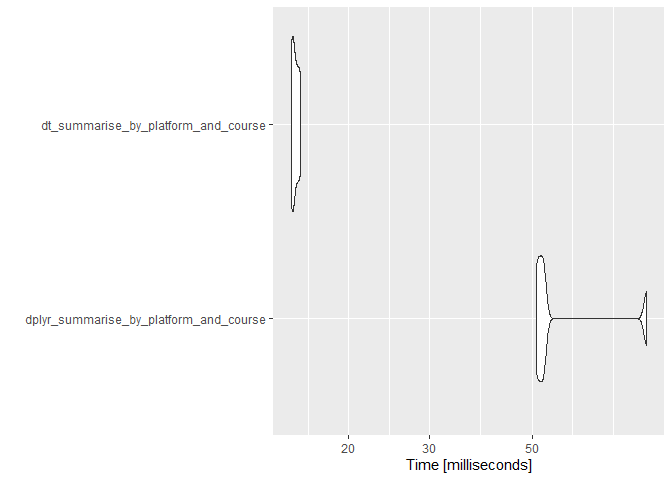 dt_summarise_by_platform_and_course
dplyr_summarise_by_platform_and_course
20 30 50
Time [milliseconds]